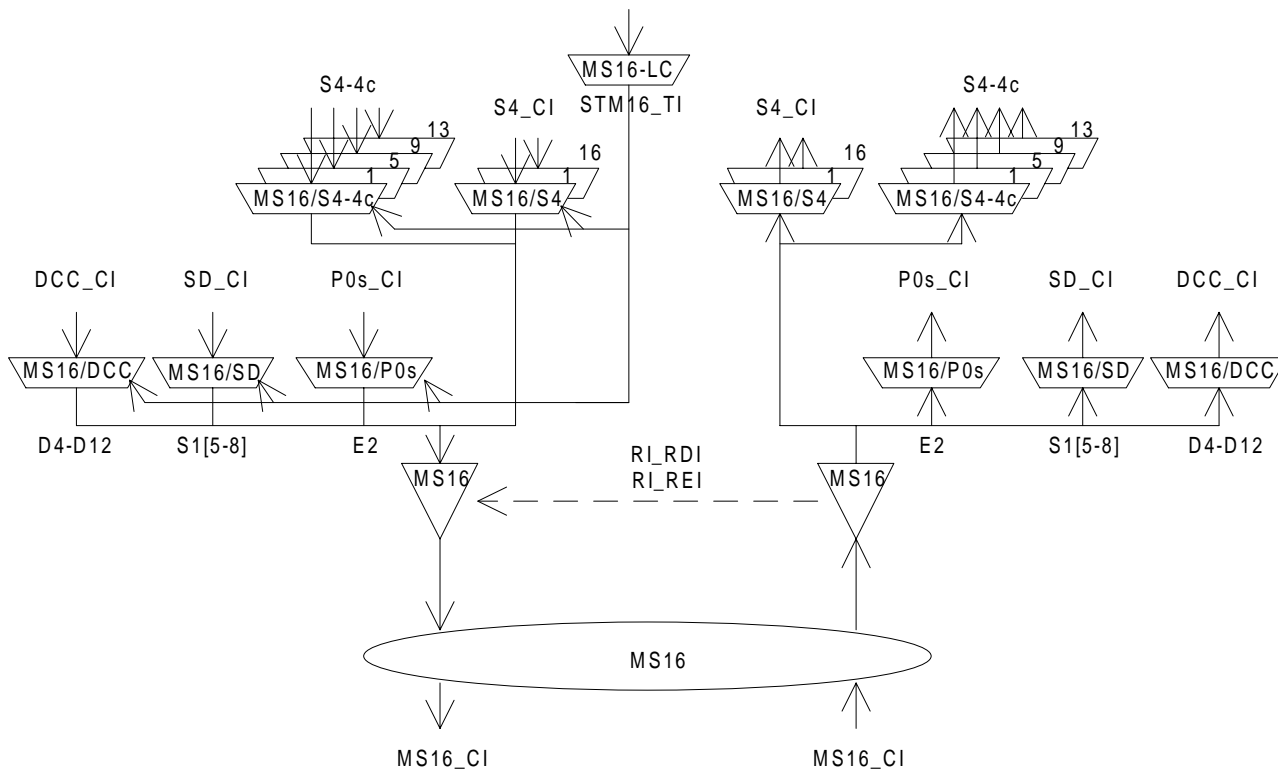 MS16-LC
STM16_TI
S4-4c
S4_CI
13
9
5
1
MS16/S4-4c
16
1
MS16/S4
S4_CI
S4-4c
16
1
MS16/S4
13
9
5
1
MS16/S4-4c
DCC_CI
SD_CI
P0s_CI
P0s_CI
SD_CI
DCC_CI
MS16/DCC
MS16/SD
MS16/P0s
MS16/P0s
MS16/SD
MS16/DCC
D4-D12
S1[5-8]
E2
E2
S1[5-8]
D4-D12
RI_RDI
RI_REI
MS16
MS16
MS16
MS16_CI
MS16_CI